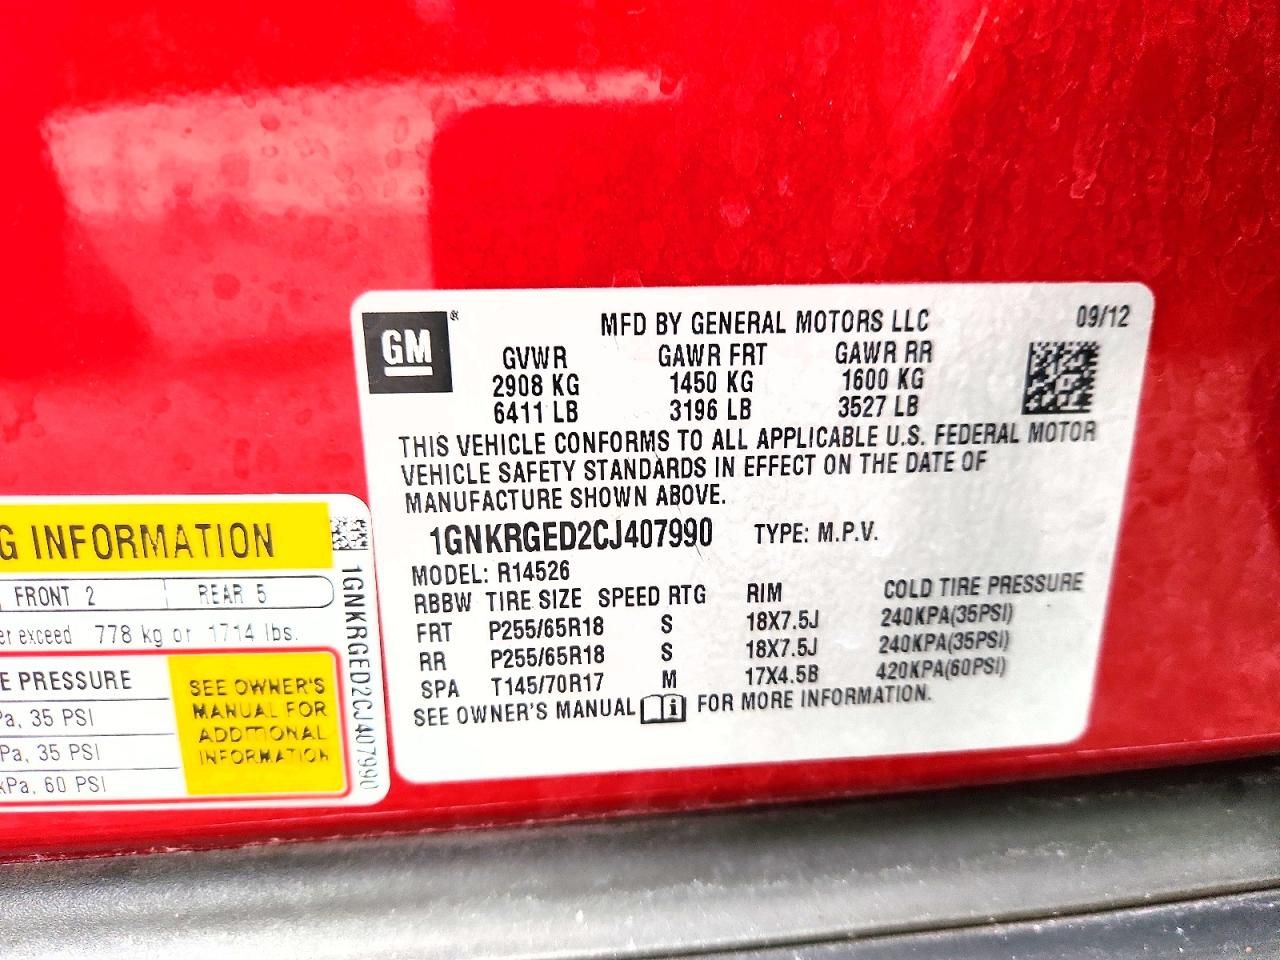 GM®
MFD BY GENERAL MOTORS LLC 09/12
GVWR GAWR FRT GAWR RR
2908 KG 1450 KG 1600 KG
6411 LB 3196 LB 3527 LB
THIS VEHICLE CONFORMS TO ALL APPLICABLE U.S. FEDERAL MOTOR
VEHICLE SAFETY STANDARDS IN EFFECT ON THE DATE OF
MANUFACTURE SHOWN ABOVE.
1GNKRGED2CJ407990 TYPE: M.P.V.
MODEL: R14526
RBBW TIRE SIZE SPEED RTG RIM COLD TIRE PRESSURE
FRT P255/65R18 S 18X7.5J 240KPA(35PSI)
RR P255/65R18 S 18X7.5J 240KPA(35PSI)
SPA T145/70R17 M 17X4.5B 420KPA(60PSI)
SEE OWNER'S MANUAL i FOR MORE INFORMATION.
G INFORMATION
FRONT 2 REAR 5
er exceed 778 kg or 1714 lbs.
E PRESSURE
Pa, 35 PSI
Pa, 35 PSI
kPa, 60 PSI
SEE OWNER'S
MANUAL FOR
ADDITIONAL
INFORMATION
1GNKRGED2CJ407990